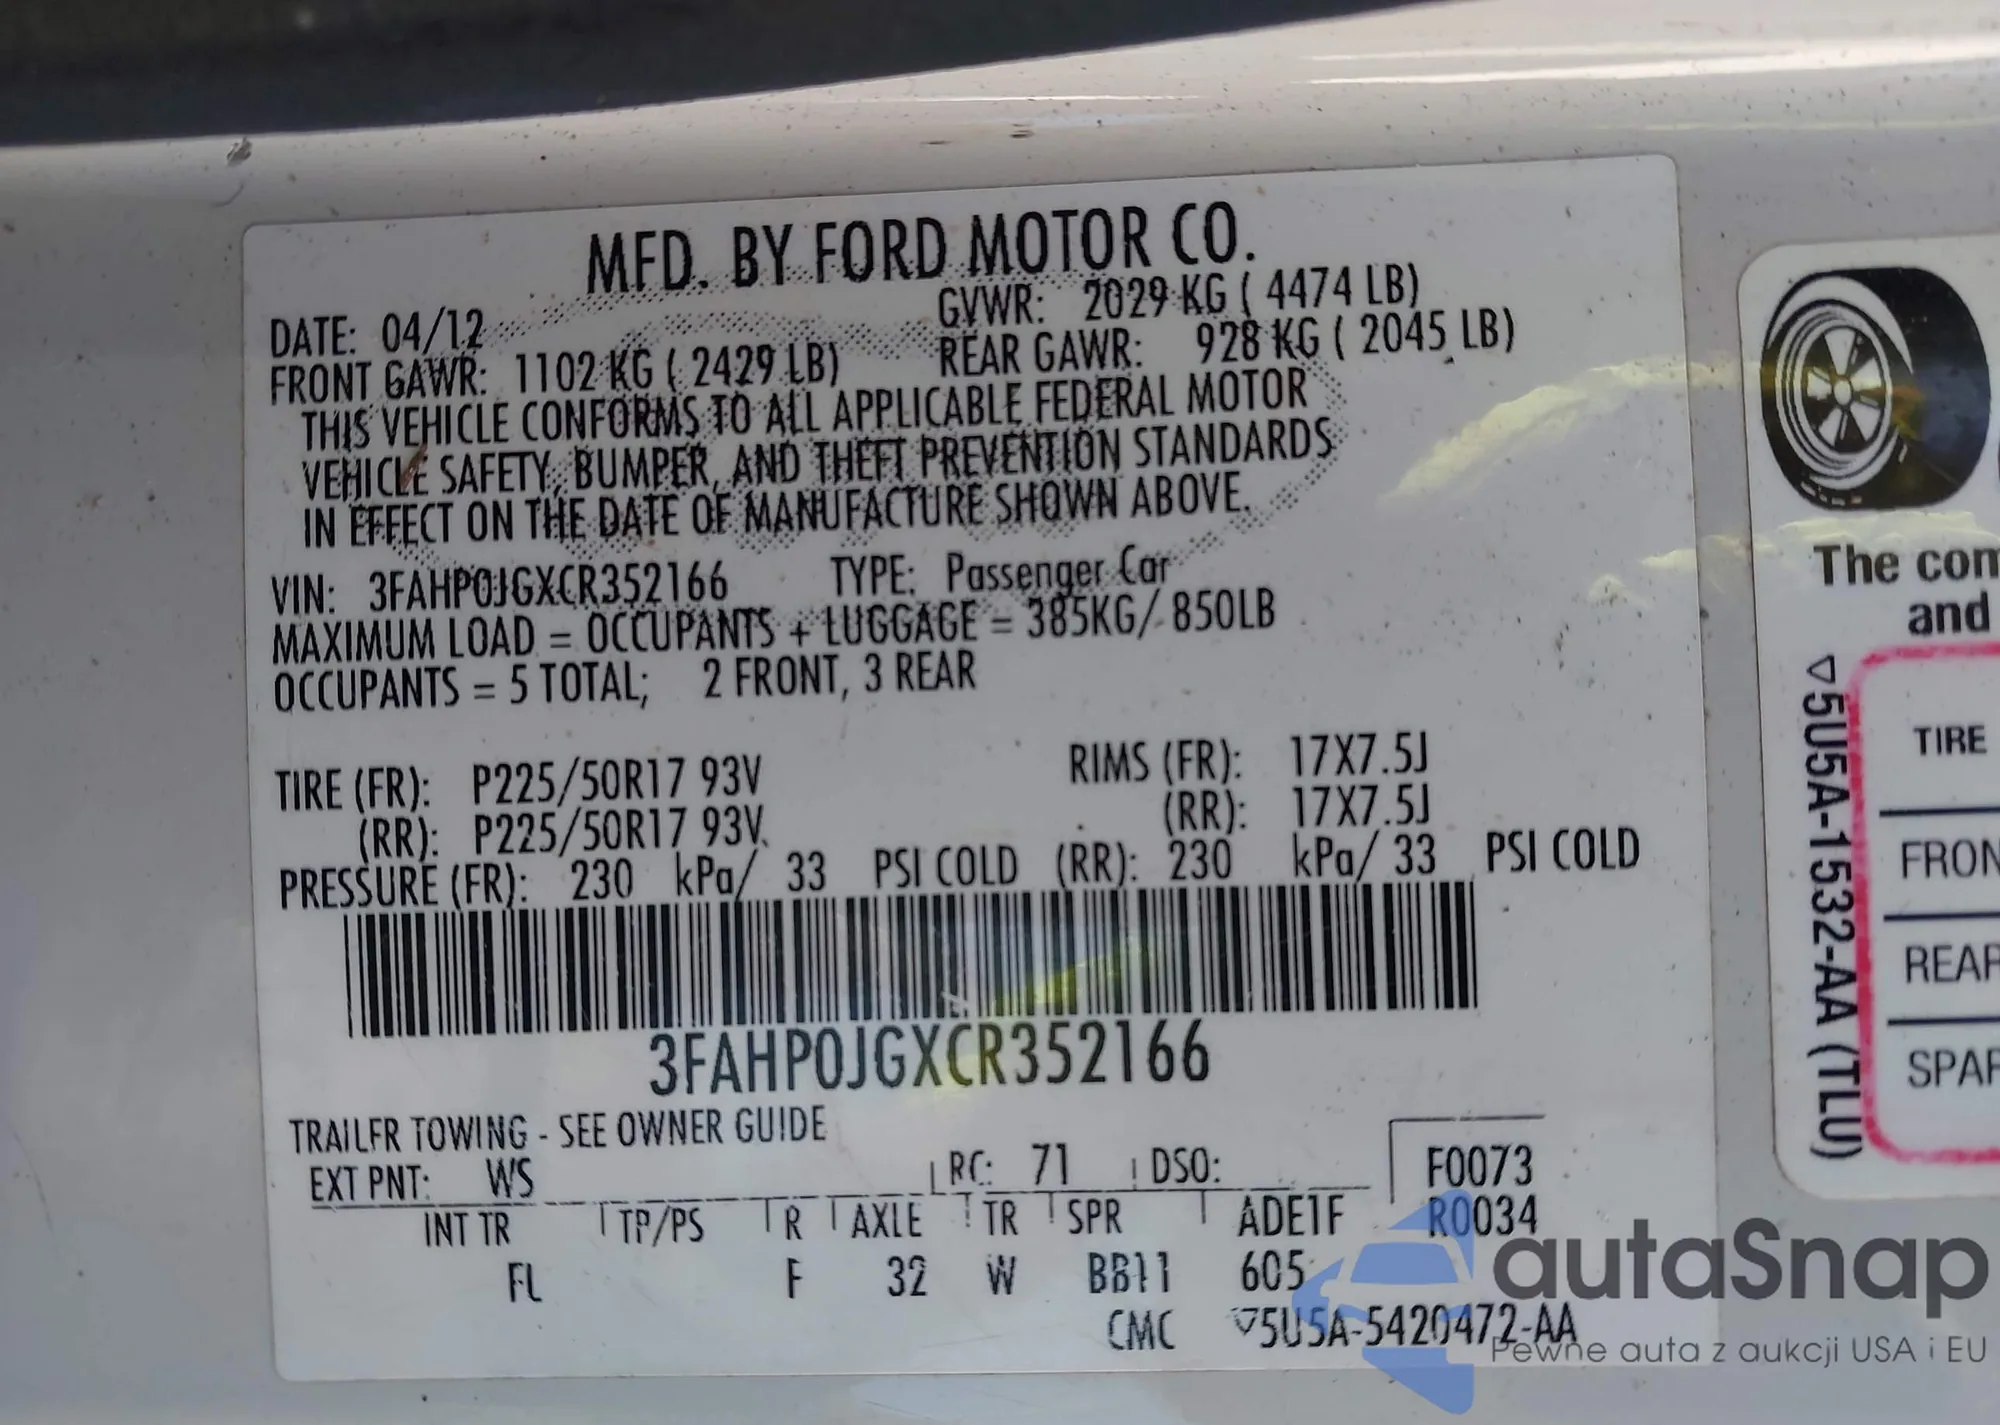 MFD. BY FORD MOTOR CO.
DATE: 04/12 GVWR: 2029 KG ( 4474 LB)
FRONT GAWR: 1102 KG ( 2429 LB) REAR GAWR: 928 KG ( 2045 LB)
THIS VEHICLE CONFORMS TO ALL APPLICABLE FEDERAL MOTOR
VEHICLE SAFETY, BUMPER, AND THEFT PREVENTION STANDARDS
IN EFFECT ON THE DATE OF MANUFACTURE SHOWN ABOVE.
VIN: 3FAHP0JGXCR352166 TYPE: Passenger Car
MAXIMUM LOAD = OCCUPANTS + LUGGAGE = 385KG/ 850LB
OCCUPANTS = 5 TOTAL; 2 FRONT, 3 REAR
TIRE (FR): P225/50R17 93V RIMS (FR): 17X7.5J
(RR): P225/50R17 93V (RR): 17X7.5J
PRESSURE (FR): 230 kPa/ 33 PSI COLD (RR): 230 kPa/ 33 PSI COLD
3FAHP0JGXCR352166
TRAILER TOWING - SEE OWNER GUIDE
EXT PNT: WS RC: 71 DSO: F0073
INT TR TP/PS R AXLE TR SPR ADE1F R0034
FL F 32 W BB11 605
CMC ▽5U5A-5420472-AA
The com
and
▽5U5A-1532-AA (TLU)
TIRE
FRON
REAR
SPAR
autaSnap
Pewne auta z aukcji USA i EU